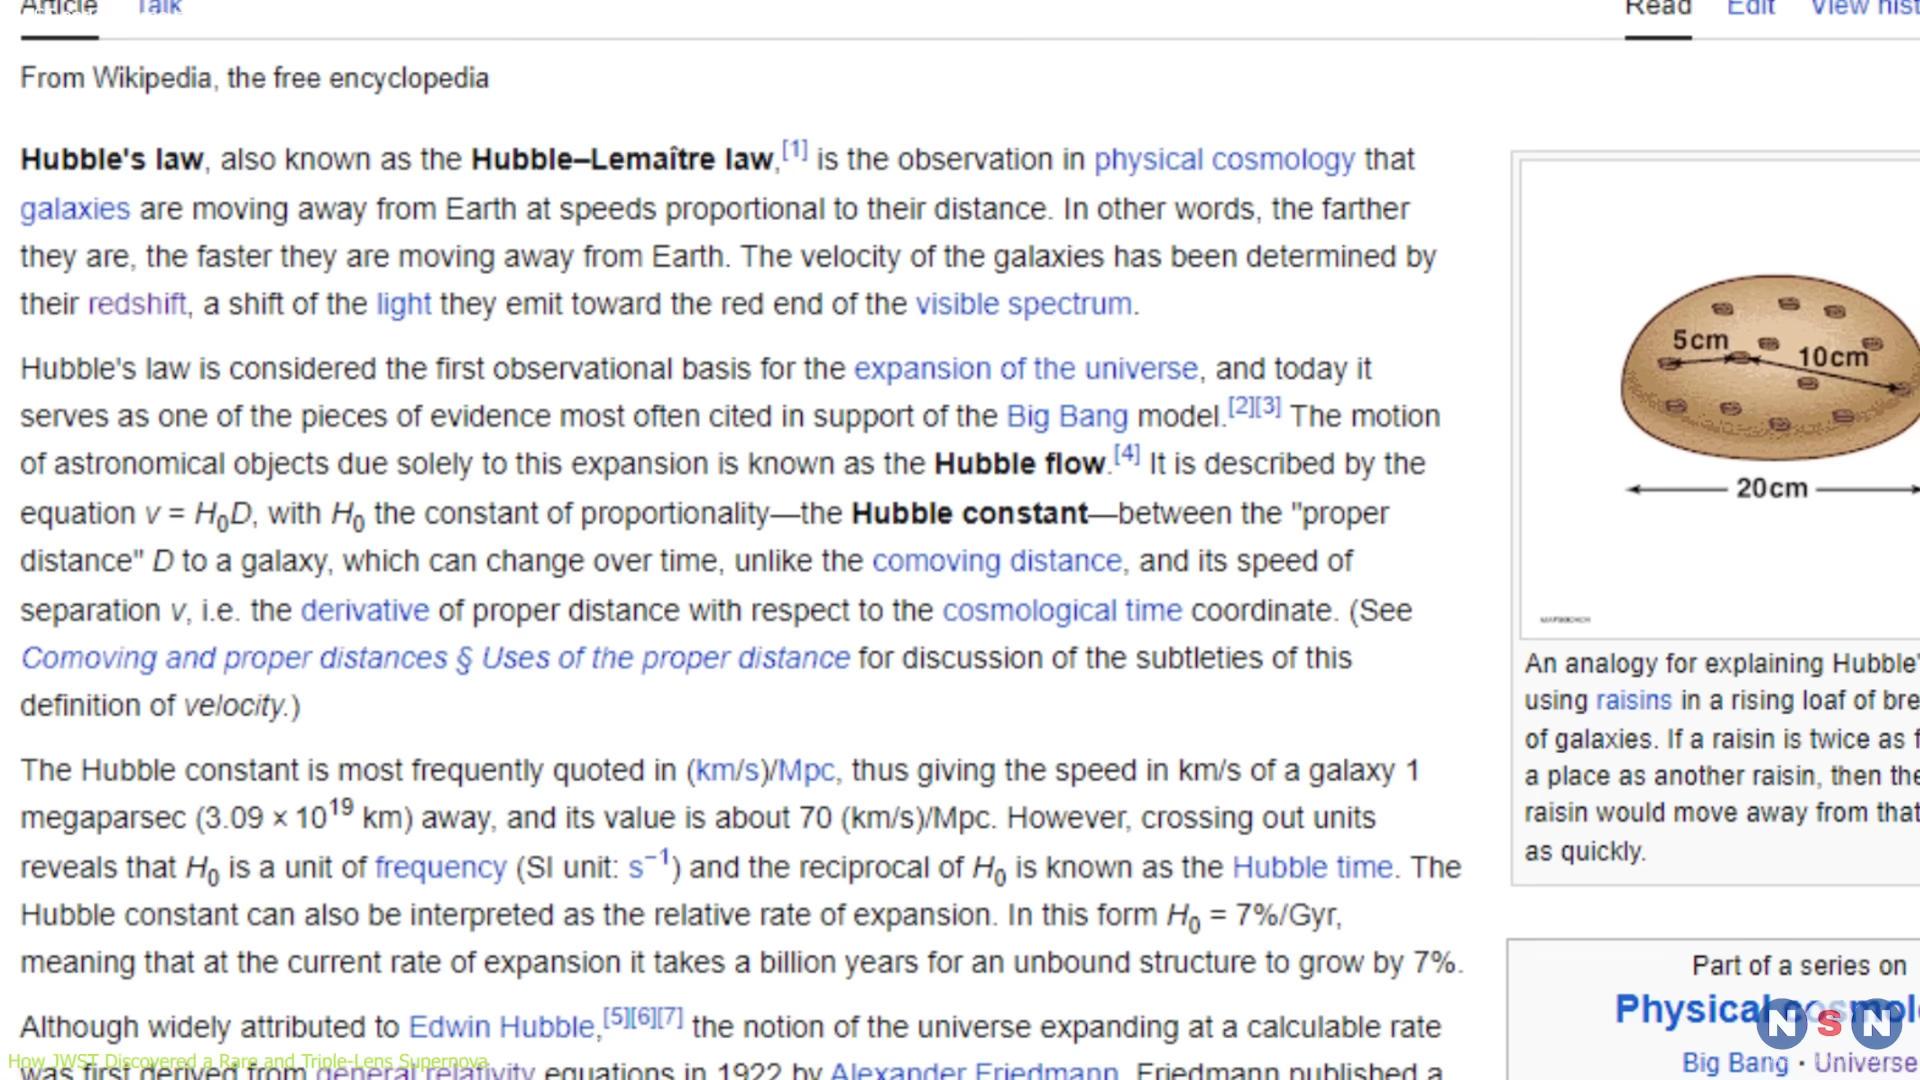 Article Talk Read Edit View hist
From Wikipedia, the free encyclopedia
Hubble's law, also known as the Hubble–Lemaître law,[1] is the observation in physical cosmology that
galaxies are moving away from Earth at speeds proportional to their distance. In other words, the farther
they are, the faster they are moving away from Earth. The velocity of the galaxies has been determined by
their redshift, a shift of the light they emit toward the red end of the visible spectrum.
Hubble's law is considered the first observational basis for the expansion of the universe, and today it
serves as one of the pieces of evidence most often cited in support of the Big Bang model.[2][3] The motion
of astronomical objects due solely to this expansion is known as the Hubble flow.[4] It is described by the
equation v = H0D, with H0 the constant of proportionality—the Hubble constant—between the "proper
distance" D to a galaxy, which can change over time, unlike the comoving distance, and its speed of
separation v, i.e. the derivative of proper distance with respect to the cosmological time coordinate. (See
Comoving and proper distances § Uses of the proper distance for discussion of the subtleties of this
definition of velocity.)
The Hubble constant is most frequently quoted in (km/s)/Mpc, thus giving the speed in km/s of a galaxy 1
megaparsec (3.09 × 10^19 km) away, and its value is about 70 (km/s)/Mpc. However, crossing out units
reveals that H0 is a unit of frequency (SI unit: s^−1) and the reciprocal of H0 is known as the Hubble time. The
Hubble constant can also be interpreted as the relative rate of expansion. In this form H0 = 7%/Gyr,
meaning that at the current rate of expansion it takes a billion years for an unbound structure to grow by 7%.
Although widely attributed to Edwin Hubble,[5][6][7] the notion of the universe expanding at a calculable rate
was first derived from general relativity equations in 1922 by Alexander Friedmann. Friedmann published a
How JWST Discovered a Rare and Triple-Lens Supernova
5cm
10cm
20cm
An analogy for explaining Hubble'
using raisins in a rising loaf of bre
of galaxies. If a raisin is twice as f
a place as another raisin, then the
raisin would move away from that
as quickly.
Part of a series on
Physical cosmol
Big Bang · Universe
NSN